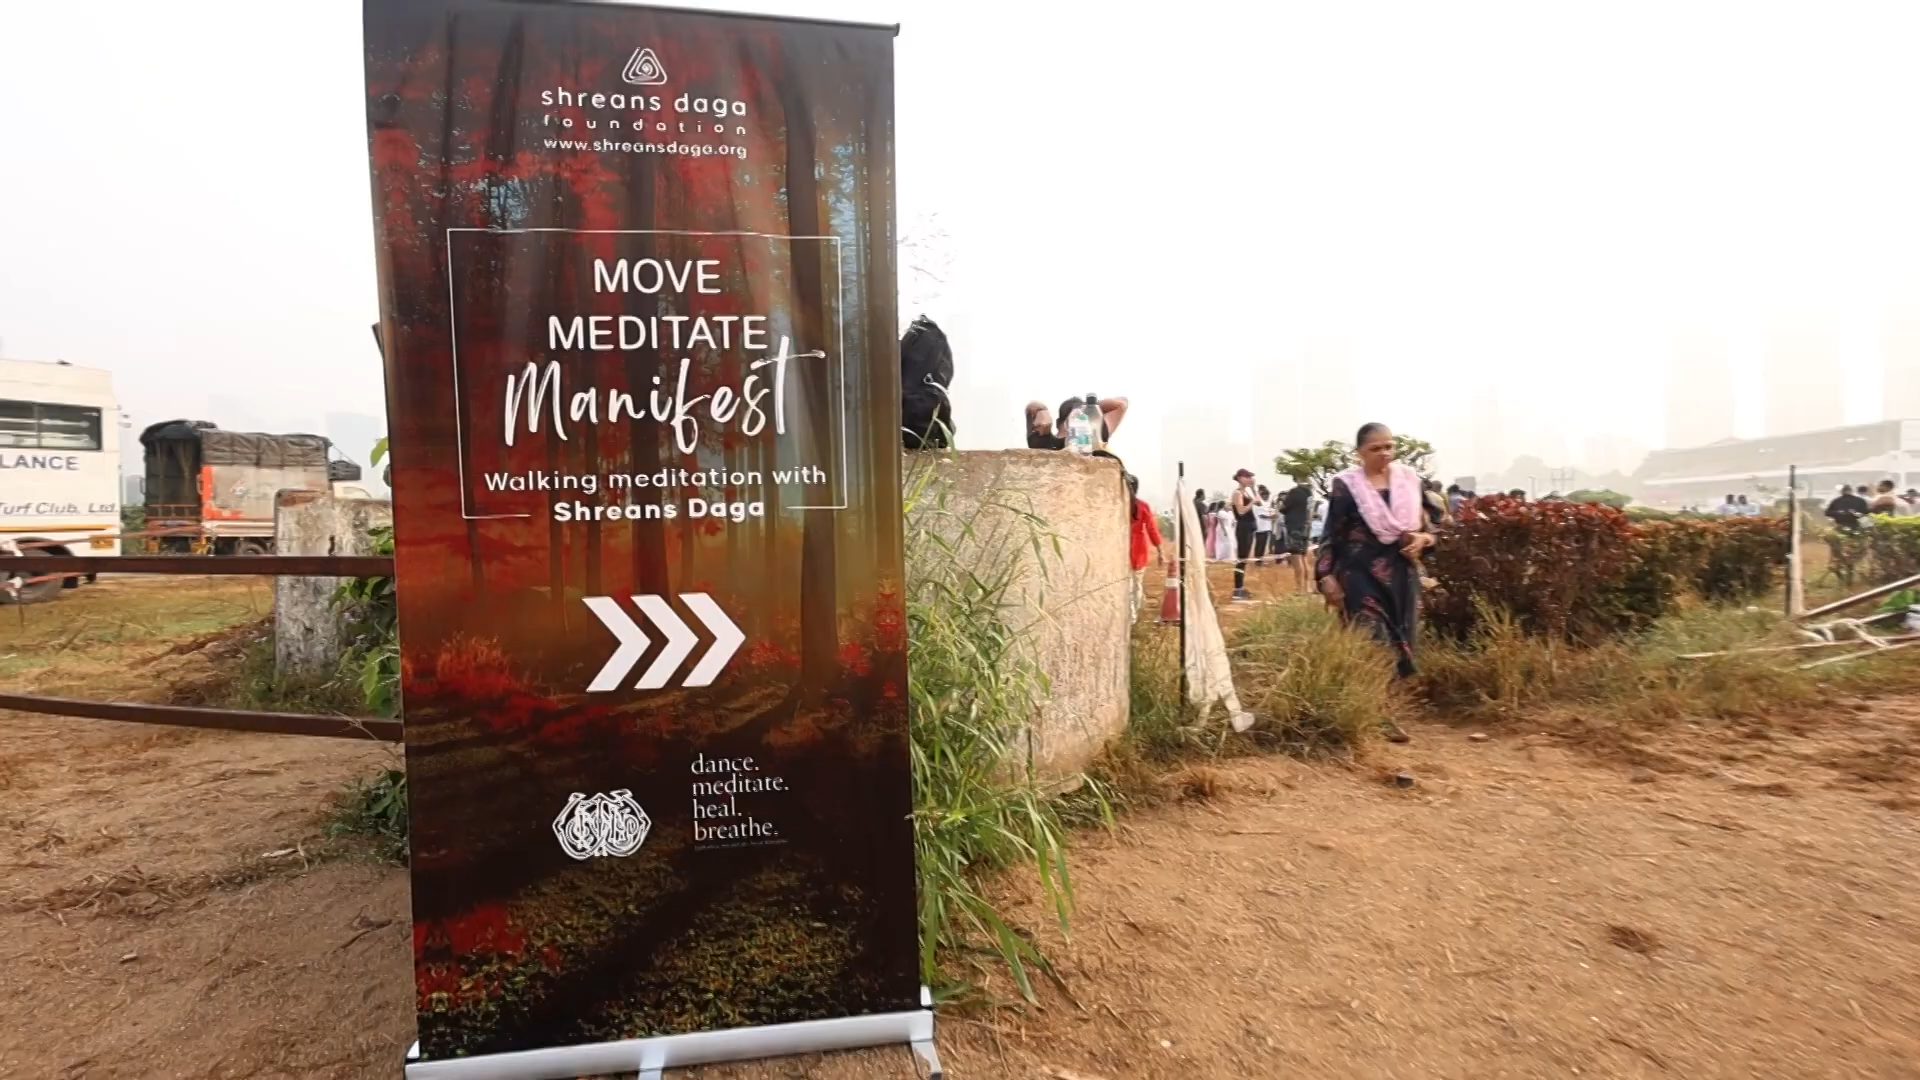 shreans daga
foundation
www.shreansdaga.org
MOVE
MEDITATE
Manifest
Walking meditation with
Shreans Daga
dance.
meditate.
heal.
breathe.
LANCE
Turf Club, Ltd.